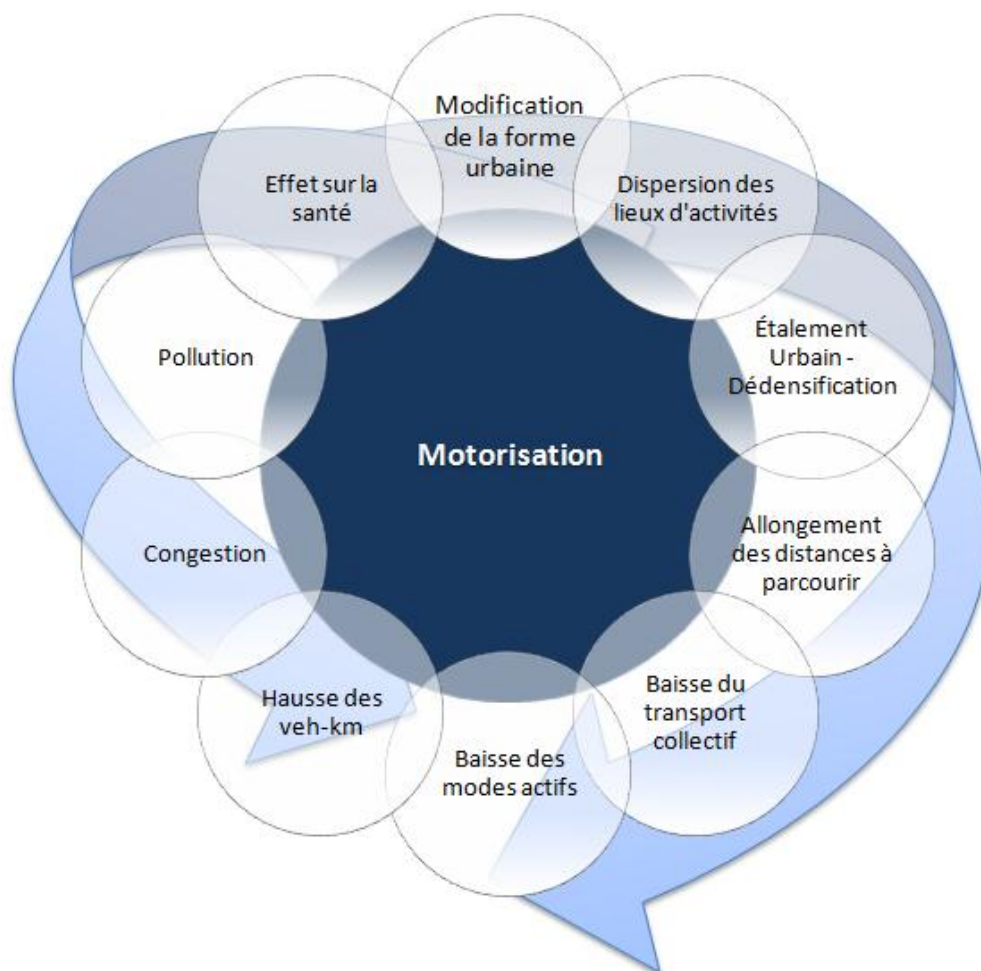 Modification
de la forme
urbaine
Dispersion des
lieux d'activités
Étalement
Urbain -
Dédensification
Allongement
des distances à
parcourir
Baisse du
transport
collectif
Baisse des
modes actifs
Hausse des
veh-km
Congestion
Pollution
Effet sur la
santé
Motorisation